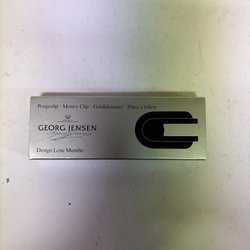 Pengeclip · Money Clip · Geldklammer · Pince à billets
GEORG JENSEN
Design Lene Munthe